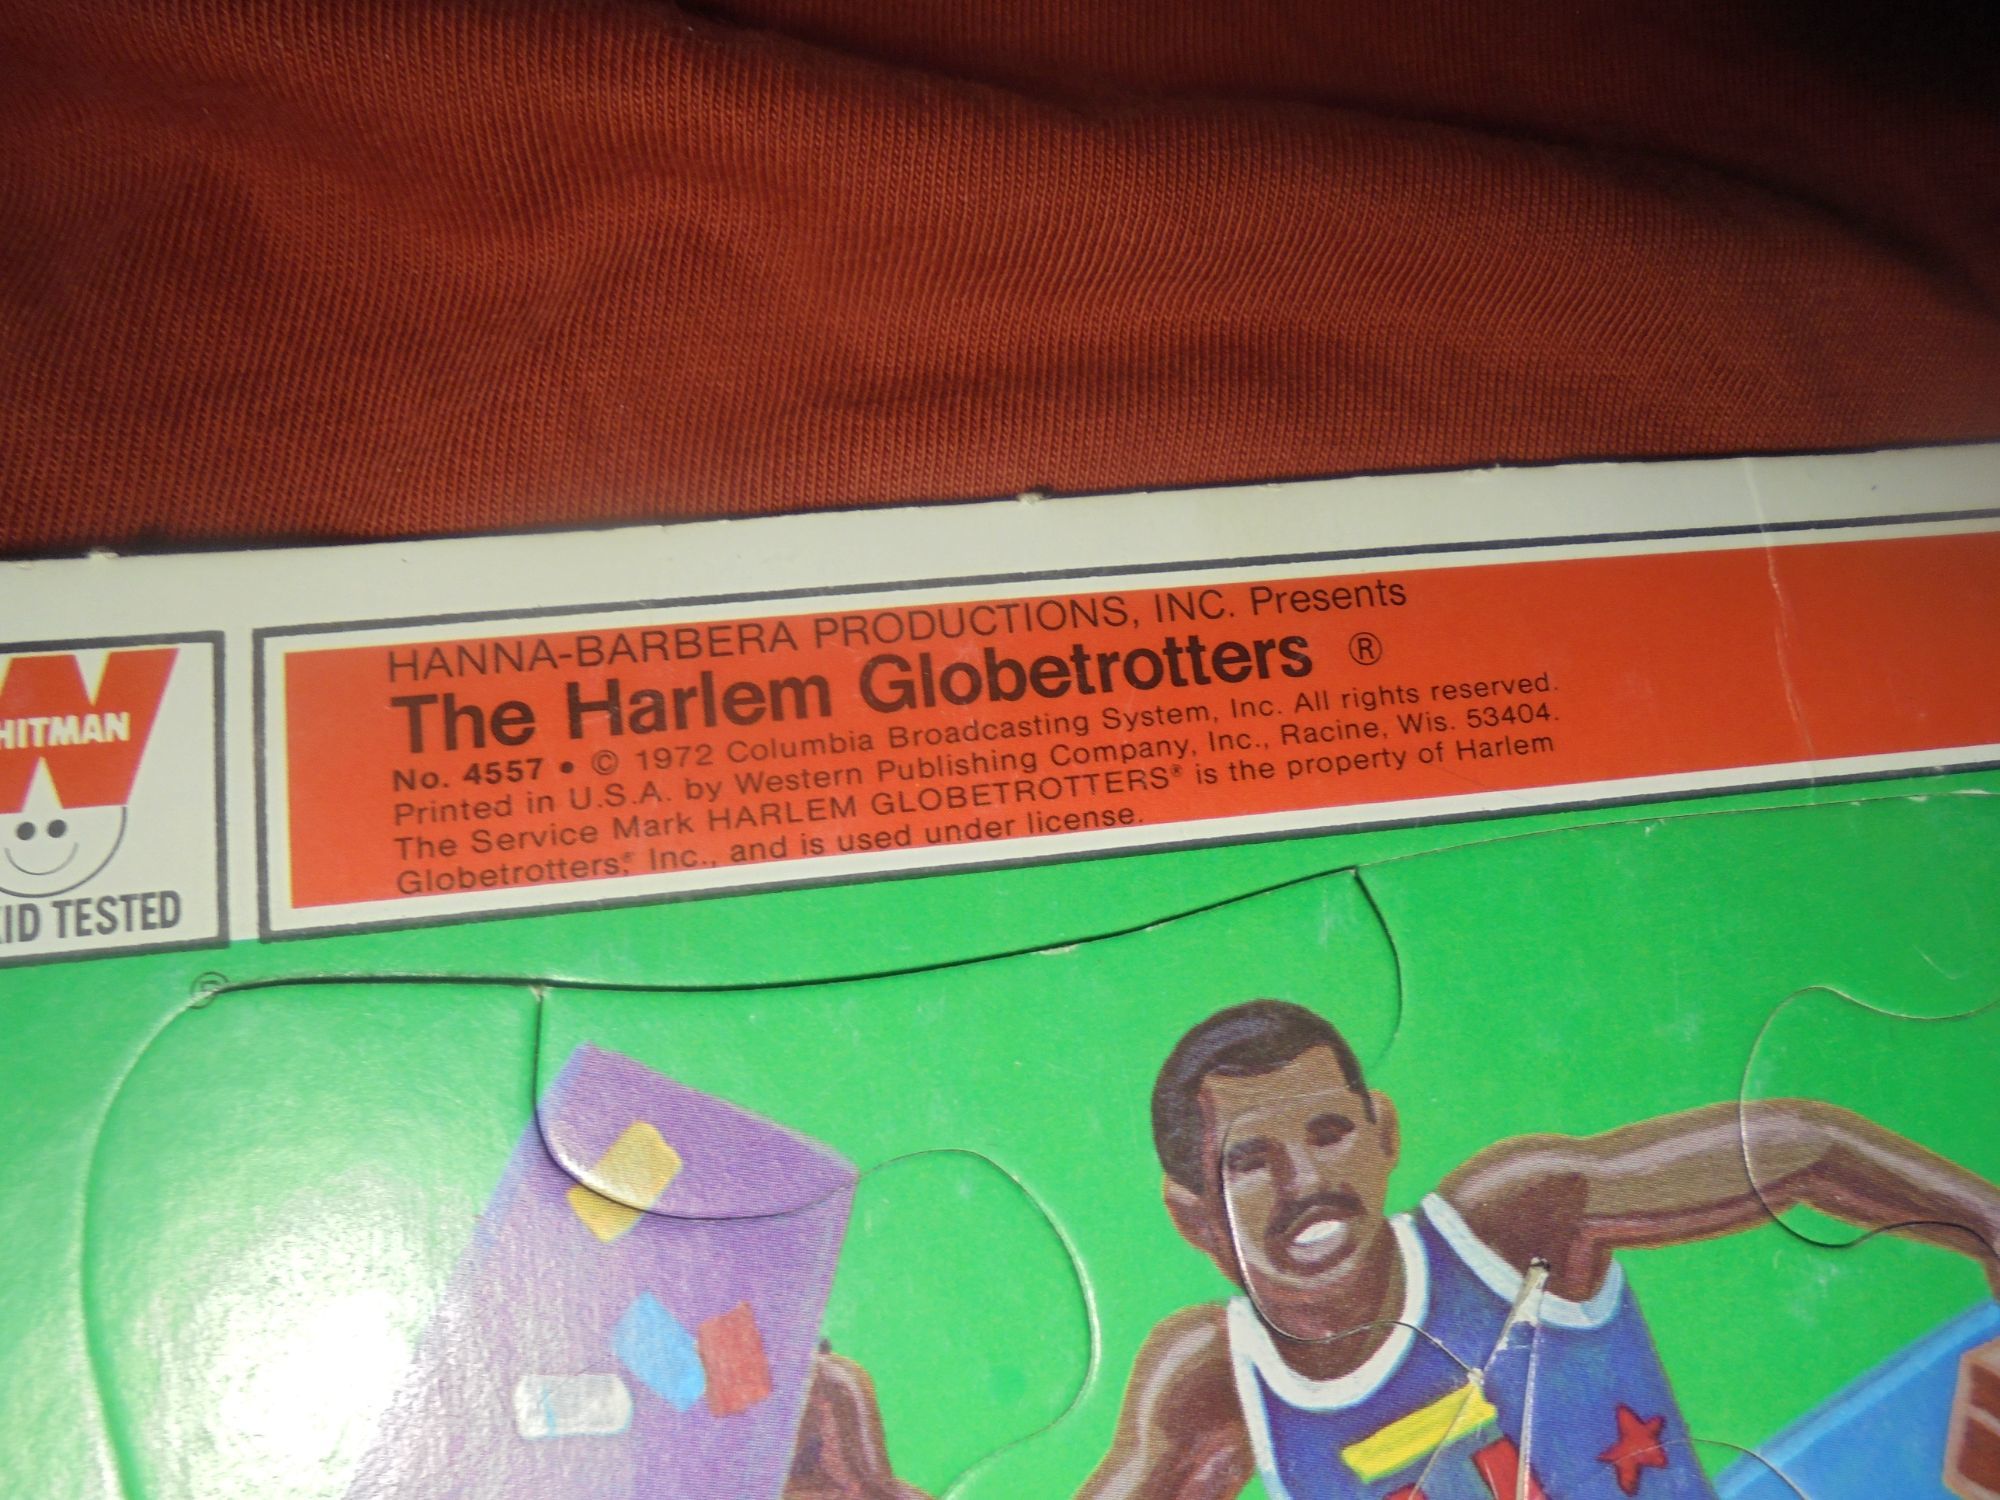 HITMAN
KID TESTED
®
HANNA-BARBERA PRODUCTIONS, INC. Presents
The Harlem Globetrotters ®
No. 4557 • © 1972 Columbia Broadcasting System, Inc. All rights reserved.
Printed in U.S.A. by Western Publishing Company, Inc., Racine, Wis. 53404.
The Service Mark HARLEM GLOBETROTTERS® is the property of Harlem
Globetrotters,® Inc., and is used under license.